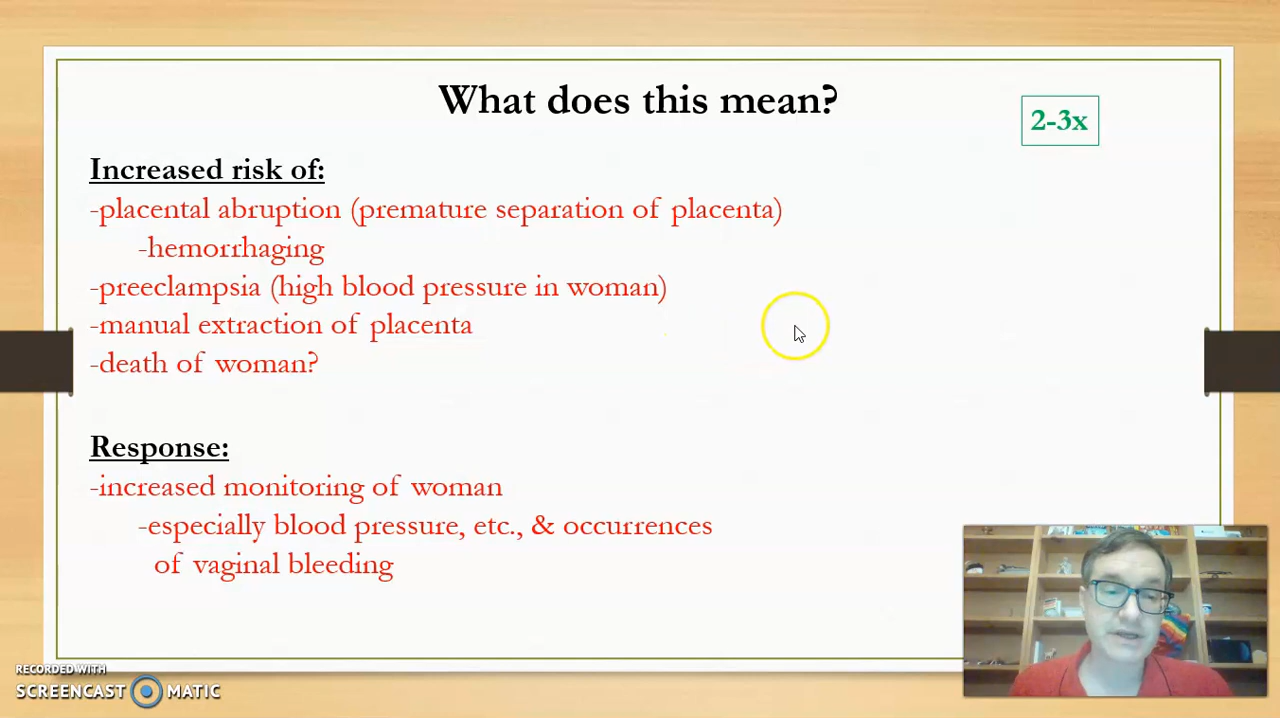 What does this mean?
2-3x
Increased risk of:
-placental abruption (premature separation of placenta)
-hemorrhaging
-preeclampsia (high blood pressure in woman)
-manual extraction of placenta
-death of woman?
Response:
-increased monitoring of woman
-especially blood pressure, etc., & occurrences
of vaginal bleeding
RECORDED WITH
SCREENCAST MATIC